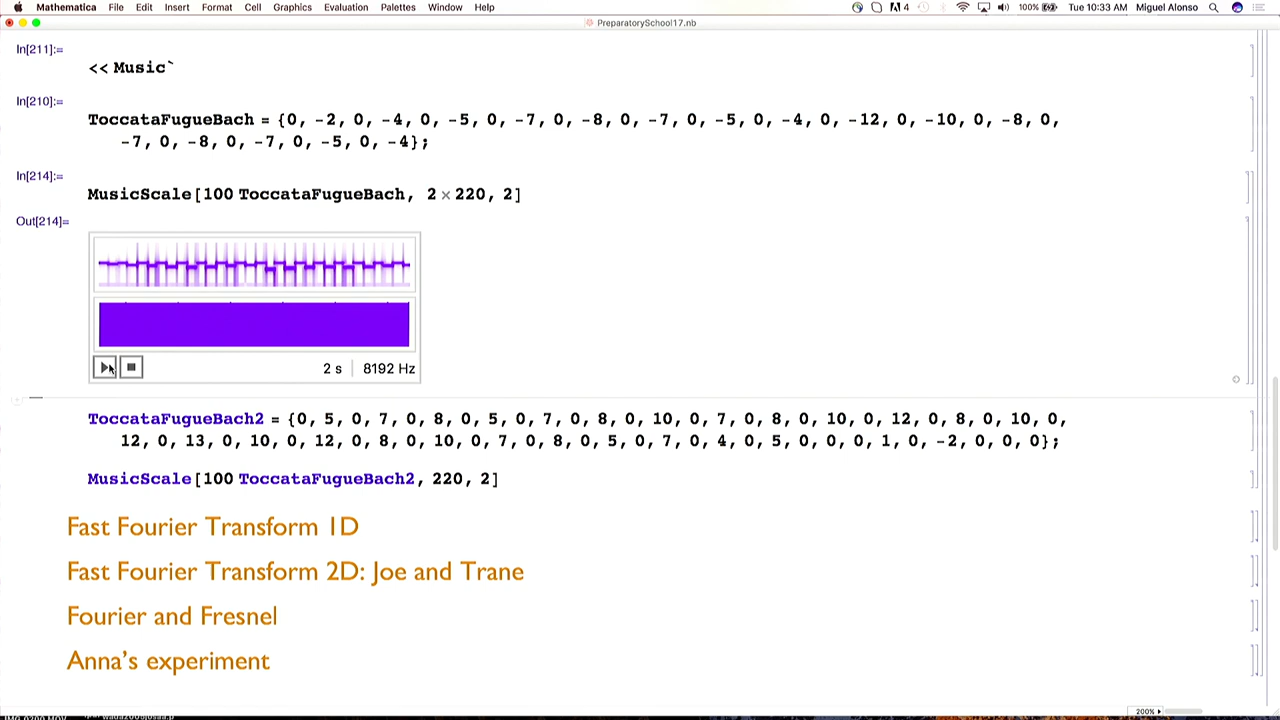 Mathematica File Edit Insert Format Cell Graphics Evaluation Palettes Window Help 4 100% Tue 10:33 AM Miguel Alonso
PreparatorySchool17.nb
In[211]:=
<< Music`
In[210]:=
ToccataFugueBach = {0, -2, 0, -4, 0, -5, 0, -7, 0, -8, 0, -7, 0, -5, 0, -4, 0, -12, 0, -10, 0, -8, 0,
-7, 0, -8, 0, -7, 0, -5, 0, -4};
In[214]:=
MusicScale[100 ToccataFugueBach, 2 × 220, 2]
Out[214]=
2 s 8192 Hz
ToccataFugueBach2 = {0, 5, 0, 7, 0, 8, 0, 5, 0, 7, 0, 8, 0, 10, 0, 7, 0, 8, 0, 10, 0, 12, 0, 8, 0, 10, 0,
12, 0, 13, 0, 10, 0, 12, 0, 8, 0, 10, 0, 7, 0, 8, 0, 5, 0, 7, 0, 4, 0, 5, 0, 0, 0, 1, 0, -2, 0, 0, 0};
MusicScale[100 ToccataFugueBach2, 220, 2]
Fast Fourier Transform 1D
Fast Fourier Transform 2D: Joe and Trane
Fourier and Fresnel
Anna's experiment
200%